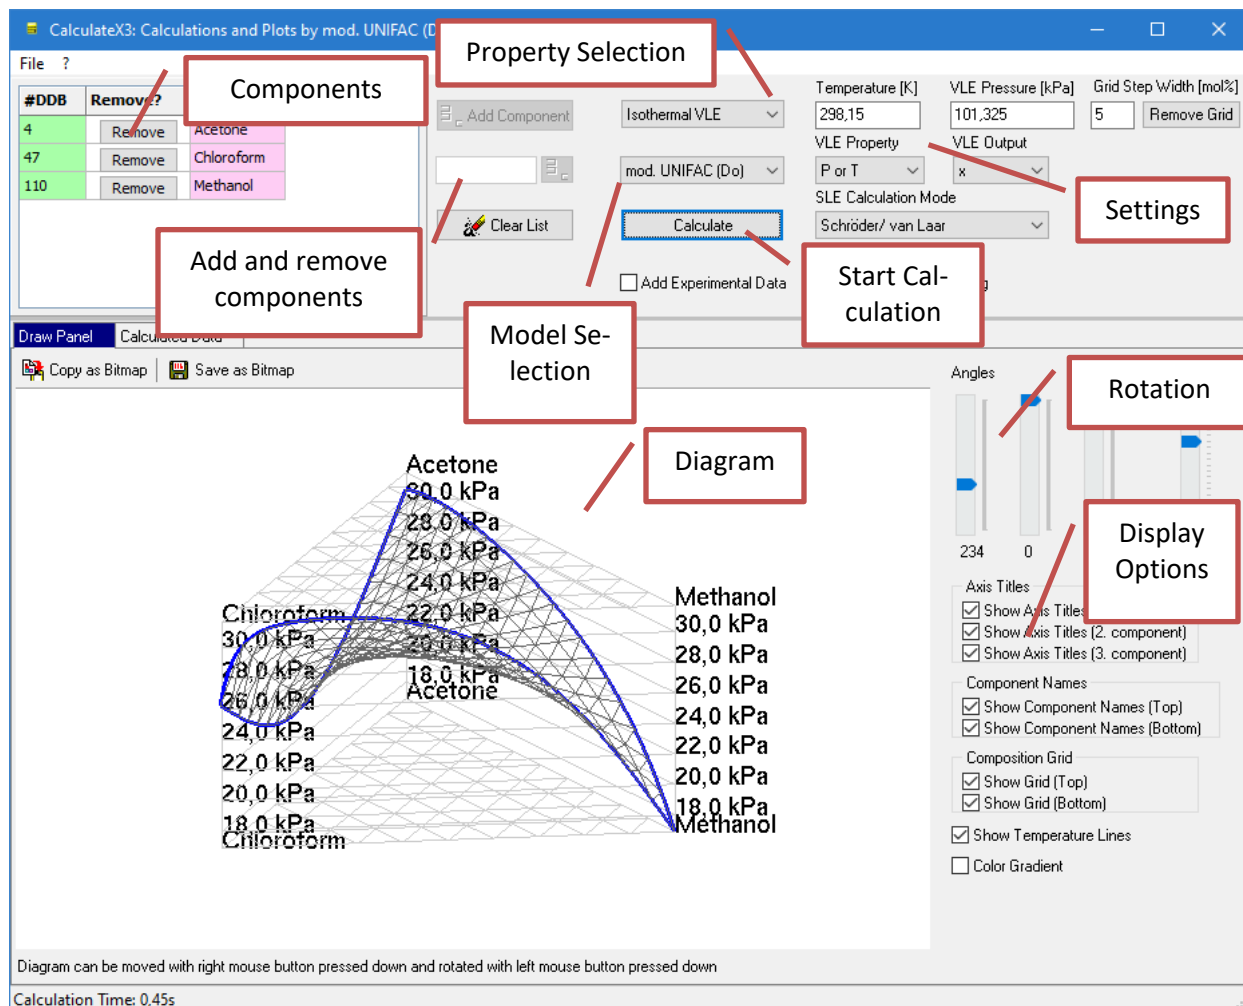 CalculateX3: Calculations and Plots by mod. UNIFAC (D
Property Selection
File ?
Components
#DDB Remove?
4 Remove Acetone
47 Remove Chloroform
110 Remove Methanol
Add Component
Clear List
Isothermal VLE
mod. UNIFAC (Do)
Calculate
Add Experimental Data
Temperature [K] VLE Pressure [kPa] Grid Step Width [mol%]
298,15 101,325 5 Remove Grid
VLE Property VLE Output
P or T x
SLE Calculation Mode
Schröder/ van Laar
Settings
Add and remove
components
Model Se-
lection
Start Cal-
culation
Draw Panel Calculated Data
Copy as Bitmap Save as Bitmap
Diagram
Acetone
30,0 kPa
28,0 kPa
26,0 kPa
24,0 kPa
22,0 kPa
20,0 kPa
18,0 kPa
Acetone
Chloroform
30,0 kPa
28,0 kPa
26,0 kPa
24,0 kPa
22,0 kPa
20,0 kPa
18,0 kPa
Chloroform
Methanol
30,0 kPa
28,0 kPa
26,0 kPa
24,0 kPa
22,0 kPa
20,0 kPa
18,0 kPa
Methanol
Angles
Rotation
234 0
Display
Options
Axis Titles
Show Axis Titles
Show Axis Titles (2. component)
Show Axis Titles (3. component)
Component Names
Show Component Names (Top)
Show Component Names (Bottom)
Composition Grid
Show Grid (Top)
Show Grid (Bottom)
Show Temperature Lines
Color Gradient
Diagram can be moved with right mouse button pressed down and rotated with left mouse button pressed down
Calculation Time: 0,45s